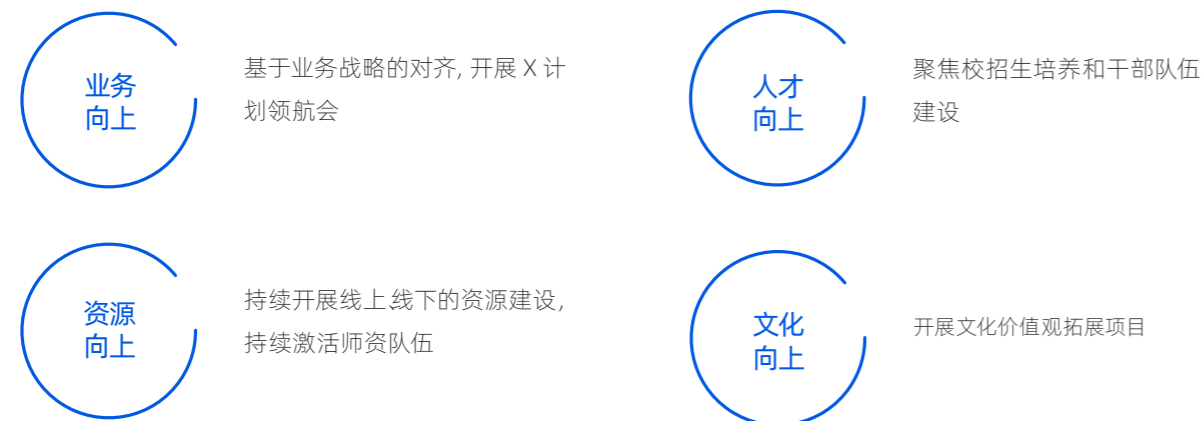 业务
向上
基于业务战略的对齐, 开展 X 计
划领航会
人才
向上
聚焦校招生培养和干部队伍
建设
资源
向上
持续开展线上线下的资源建设,
持续激活师资队伍
文化
向上
开展文化价值观拓展项目